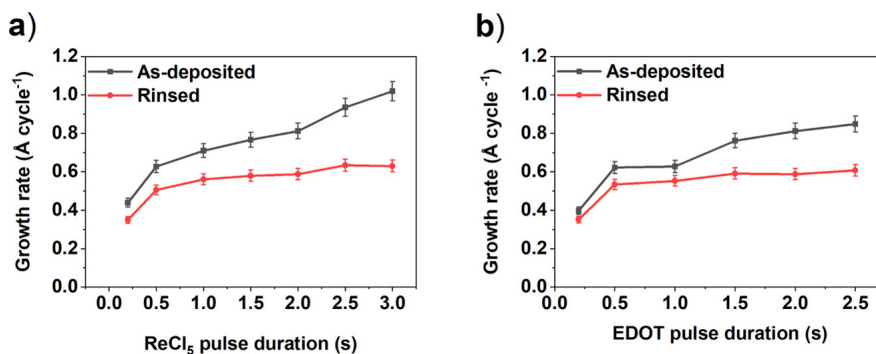 a)
1.2
1.0
0.8
0.6
0.4
0.2
0.0
Growth rate (Å cycle⁻¹)
As-deposited
Rinsed
0.0 0.5 1.0 1.5 2.0 2.5 3.0
ReCl₅ pulse duration (s)
b)
1.2
1.0
0.8
0.6
0.4
0.2
0.0
Growth rate (Å cycle⁻¹)
As-deposited
Rinsed
0.0 0.5 1.0 1.5 2.0 2.5
EDOT pulse duration (s)